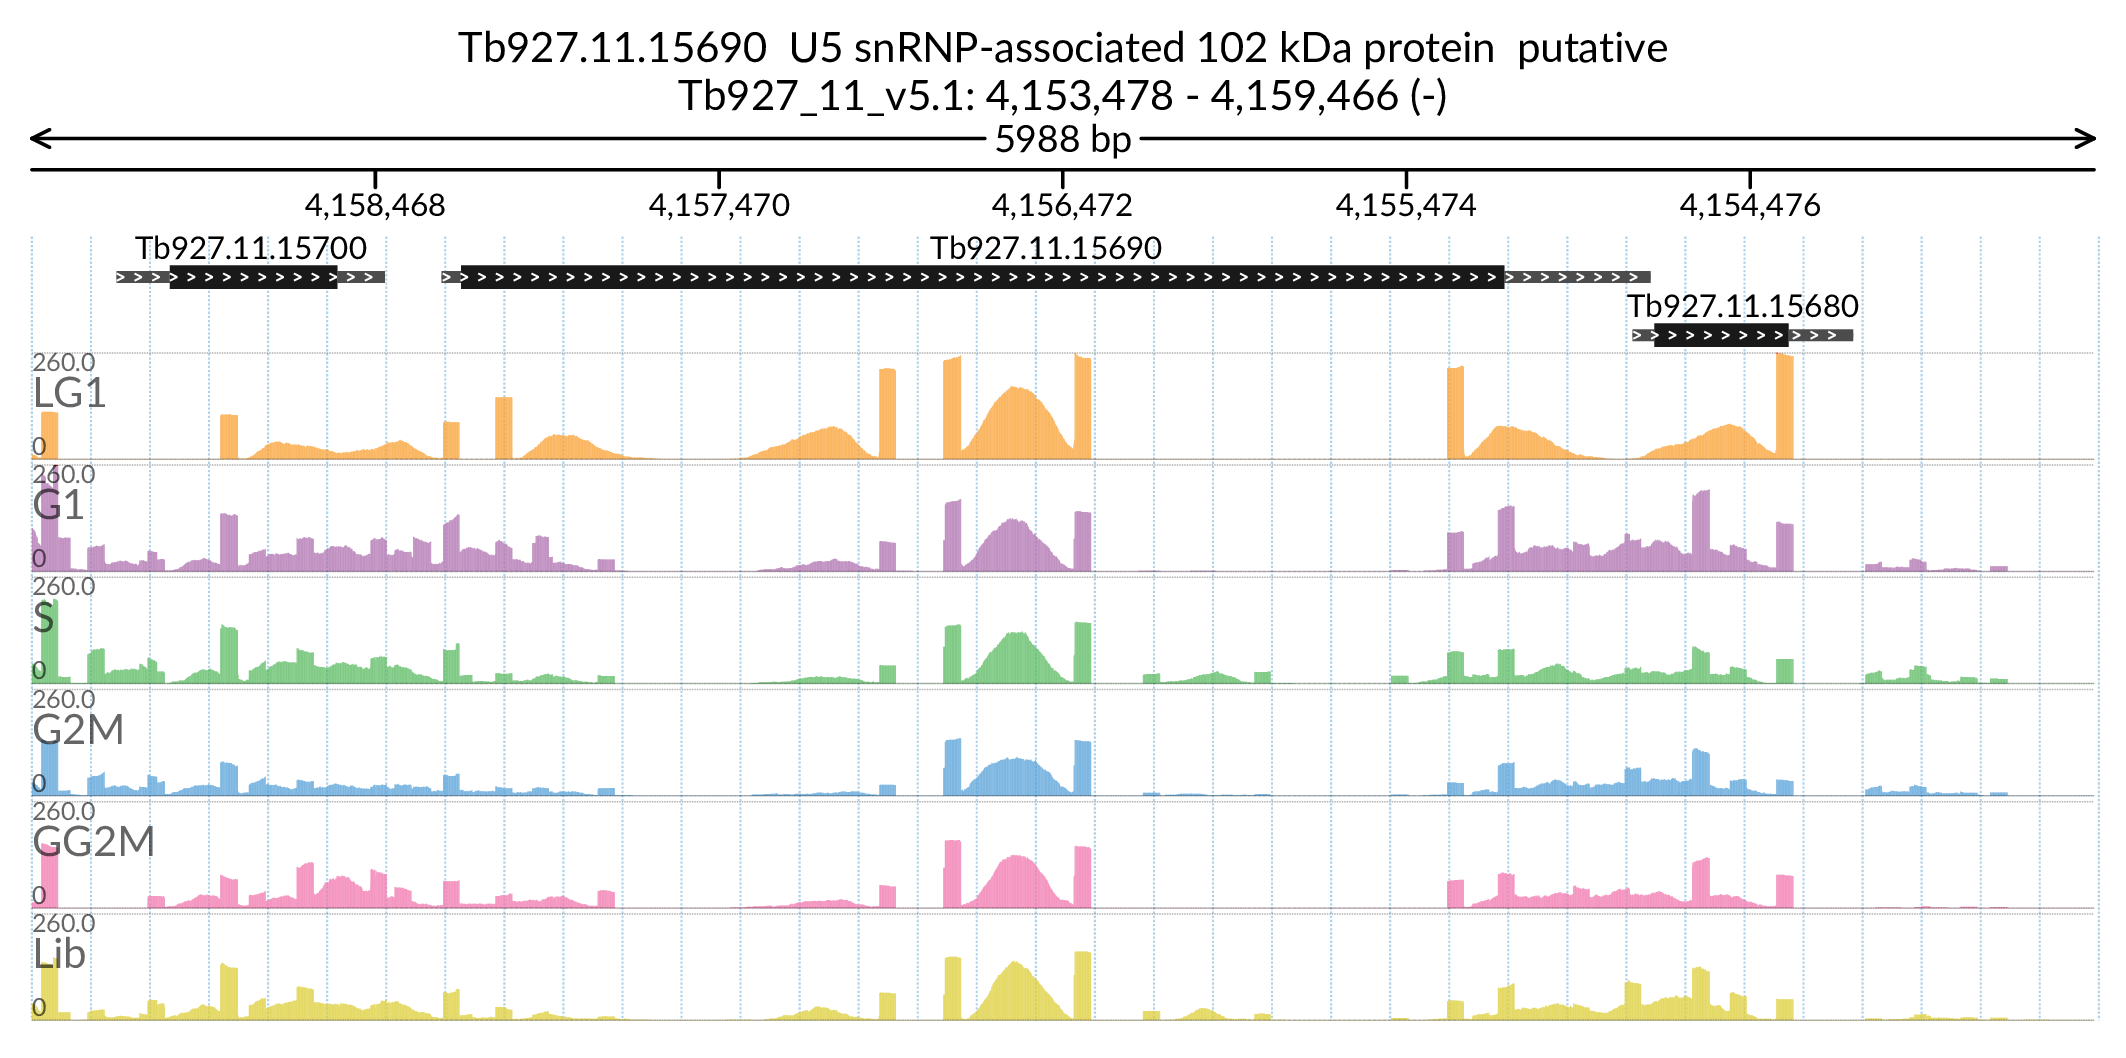 Tb927.11.15690  U5 snRNP-associated 102 kDa protein  putative
Tb927_11_v5.1: 4,153,478 - 4,159,466 (-)
5988 bp
4,158,468 4,157,470 4,156,472 4,155,474 4,154,476
Tb927.11.15700 Tb927.11.15690
Tb927.11.15680
260.0
LG1
0
260.0
G1
0
260.0
S
0
260.0
G2M
0
260.0
GG2M
0
260.0
Lib
0